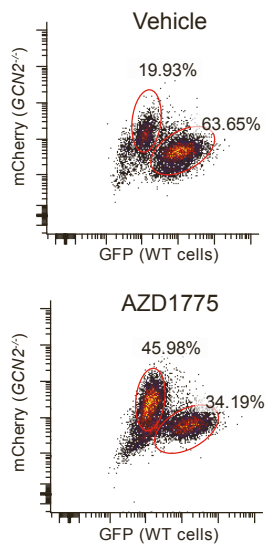 Vehicle
19.93%
63.65%
mCherry (GCN2-/-)
GFP (WT cells)
AZD1775
45.98%
34.19%
mCherry (GCN2-/-)
GFP (WT cells)